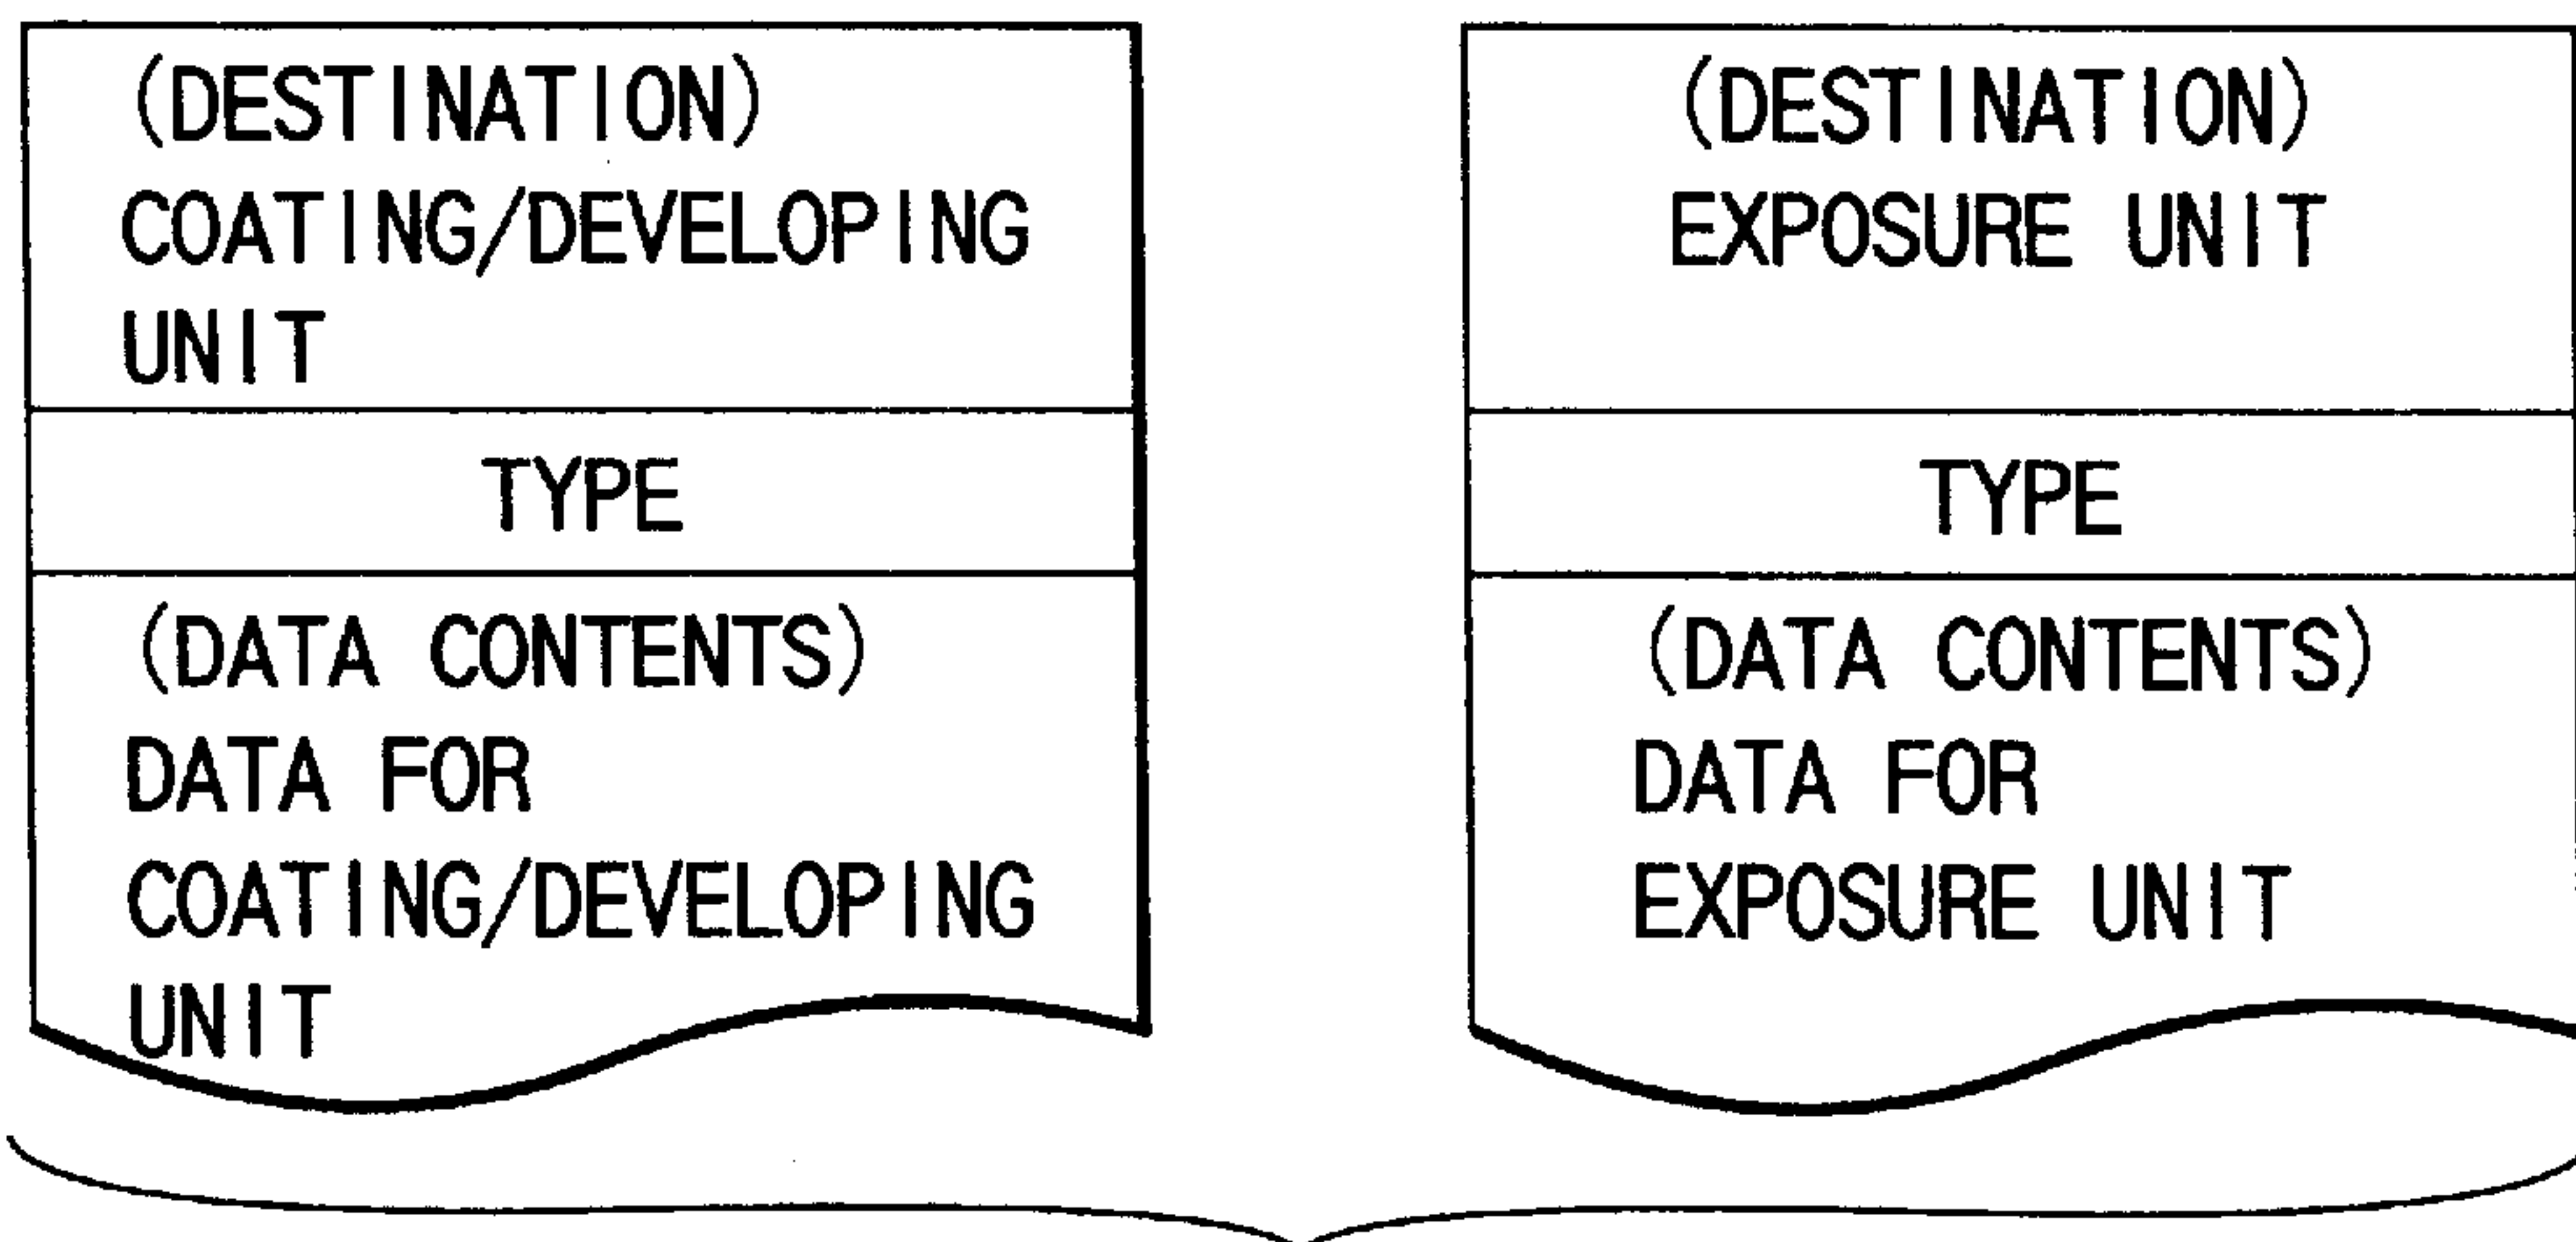 (DESTINATION)
COATING/DEVELOPING
UNIT
TYPE
(DATA CONTENTS)
DATA FOR
COATING/DEVELOPING
UNIT
(DESTINATION)
EXPOSURE UNIT
TYPE
(DATA CONTENTS)
DATA FOR
EXPOSURE UNIT